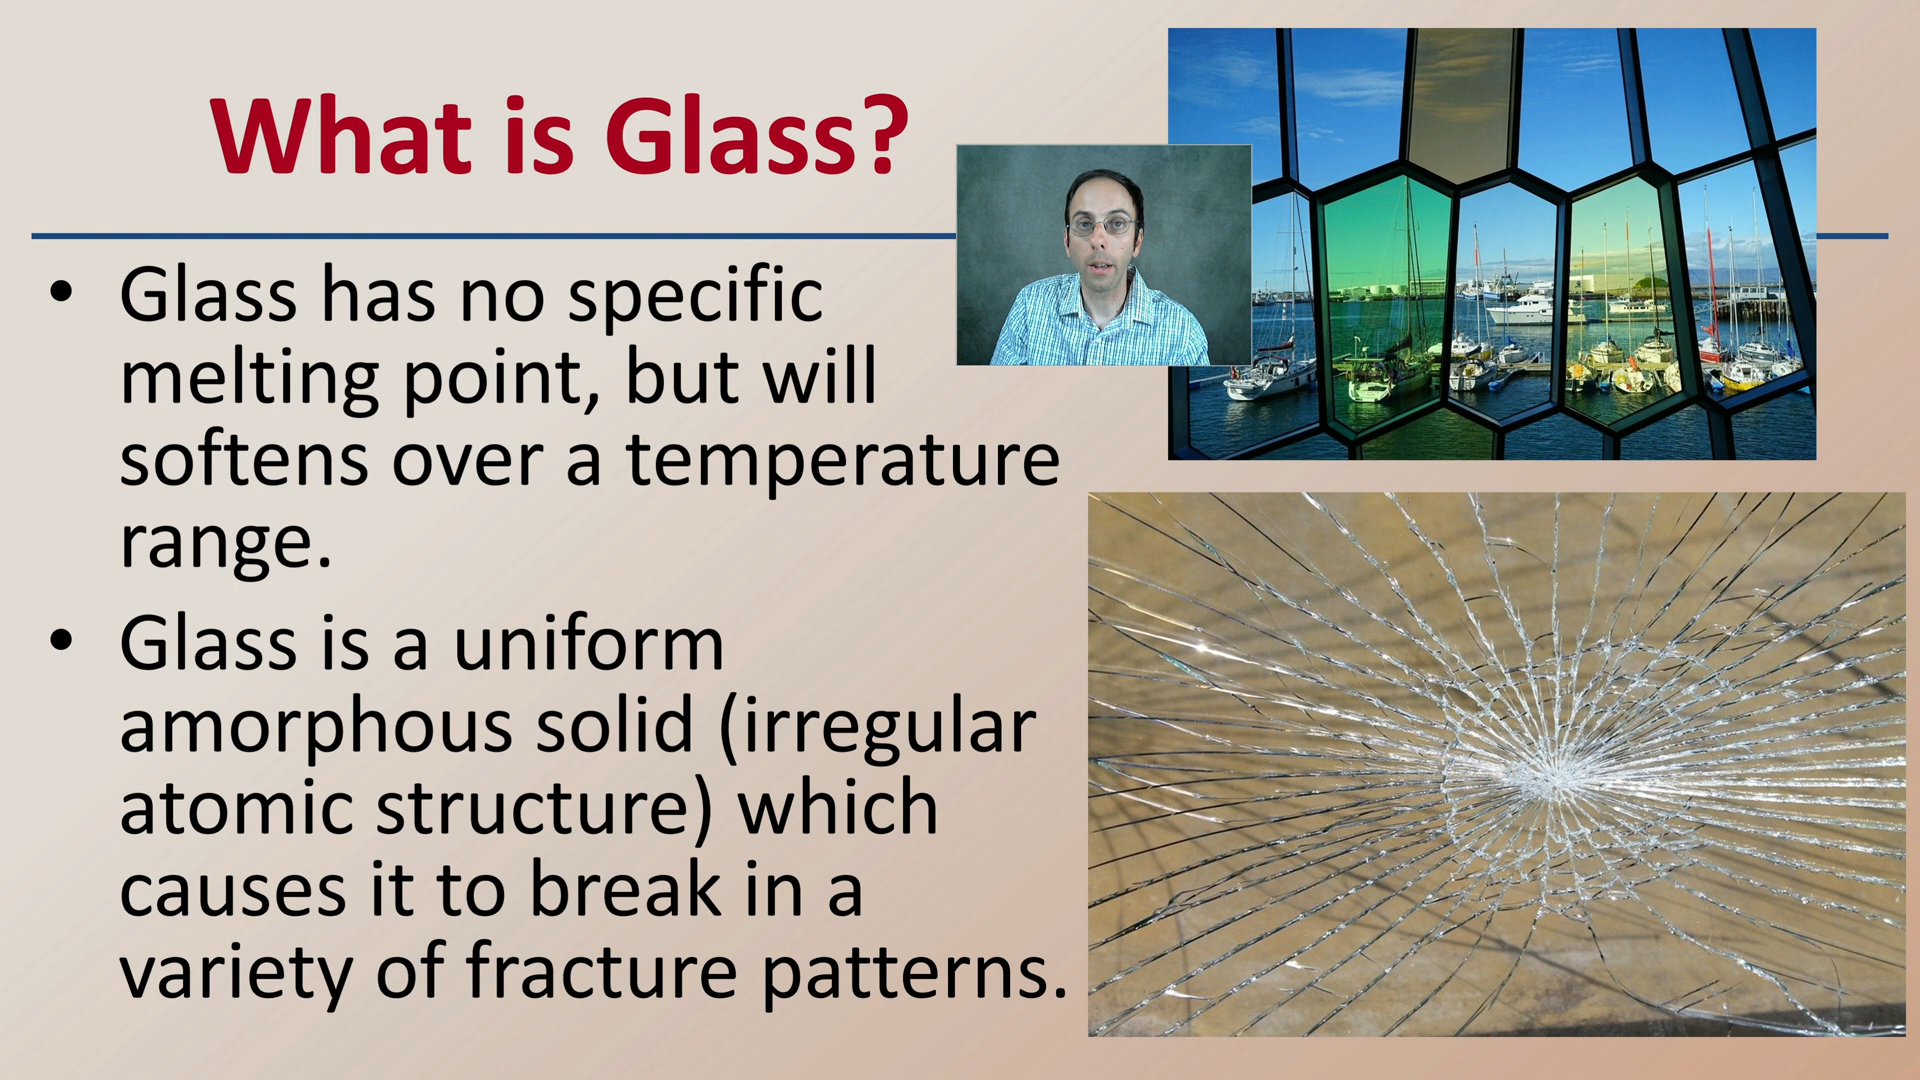 What is Glass?
• Glass has no specific
melting point, but will
softens over a temperature
range.
• Glass is a uniform
amorphous solid (irregular
atomic structure) which
causes it to break in a
variety of fracture patterns.